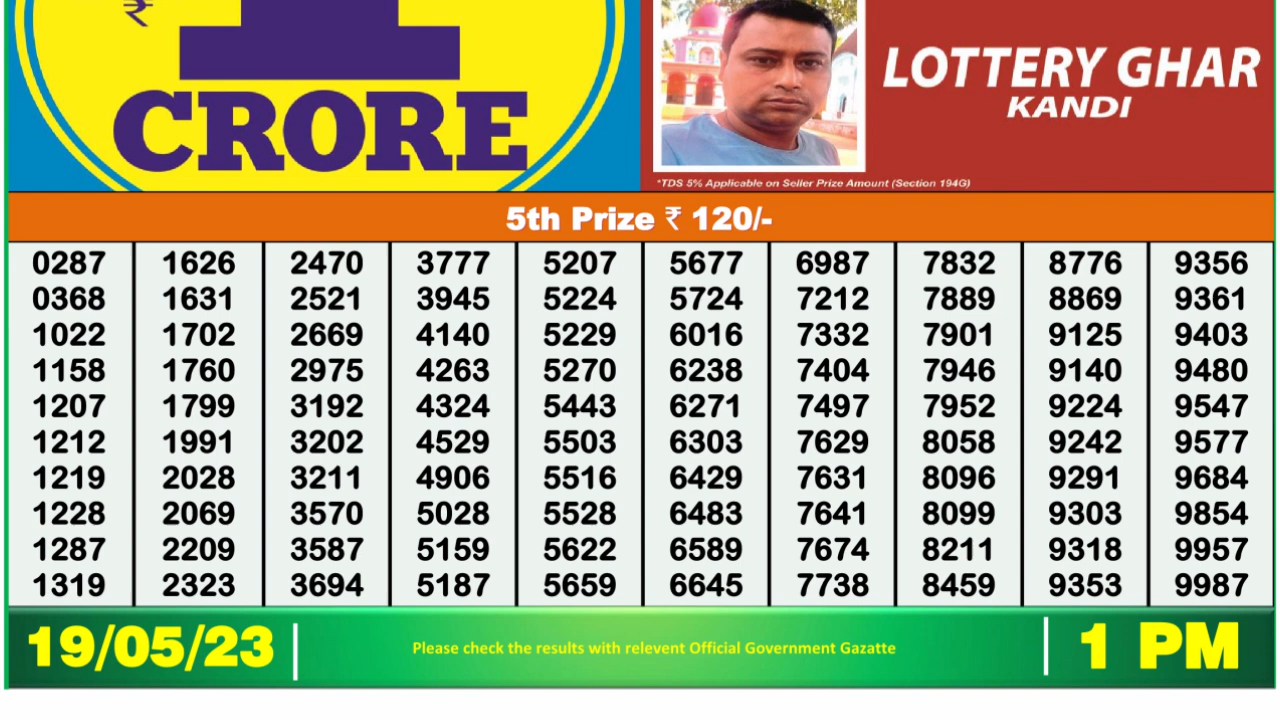 ₹
1
CRORE
LOTTERY GHAR
KANDI
*TDS 5% Applicable on Seller Prize Amount (Section 194G)
5th Prize ₹ 120/-
0287 1626 2470 3777 5207 5677 6987 7832 8776 9356
0368 1631 2521 3945 5224 5724 7212 7889 8869 9361
1022 1702 2669 4140 5229 6016 7332 7901 9125 9403
1158 1760 2975 4263 5270 6238 7404 7946 9140 9480
1207 1799 3192 4324 5443 6271 7497 7952 9224 9547
1212 1991 3202 4529 5503 6303 7629 8058 9242 9577
1219 2028 3211 4906 5516 6429 7631 8096 9291 9684
1228 2069 3570 5028 5528 6483 7641 8099 9303 9854
1287 2209 3587 5159 5622 6589 7674 8211 9318 9957
1319 2323 3694 5187 5659 6645 7738 8459 9353 9987
19/05/23 Please check the results with relevent Official Government Gazatte 1 PM